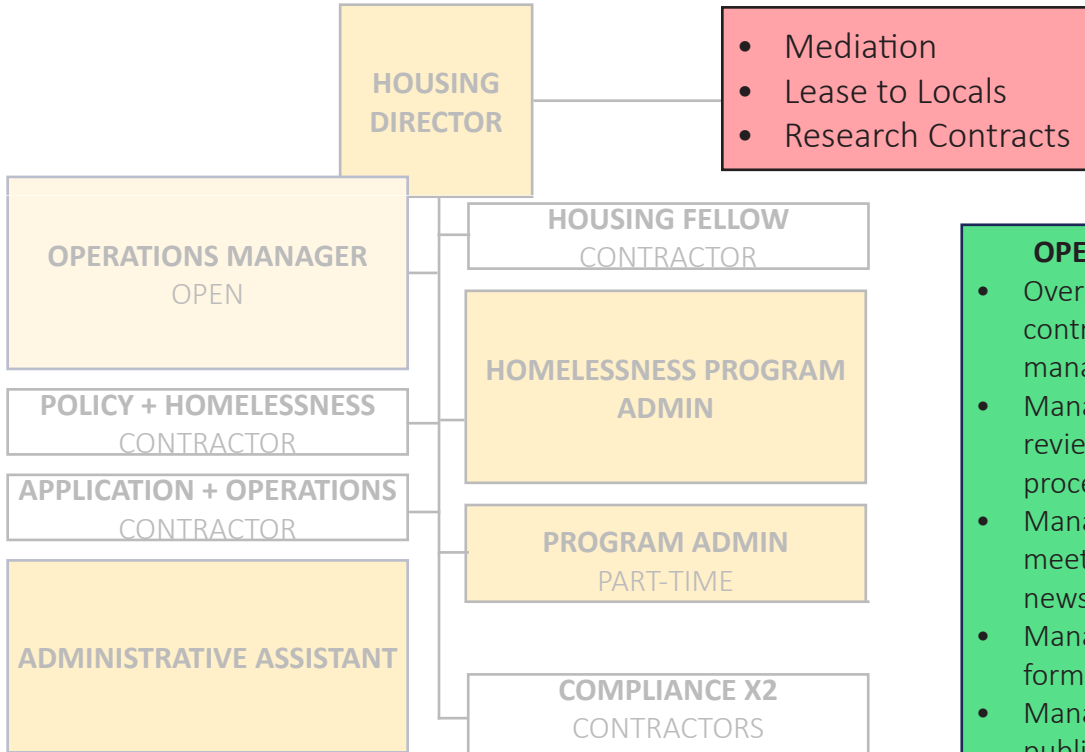 HOUSING
DIRECTOR
• Mediation
• Lease to Locals
• Research Contracts
OPERATIONS MANAGER
OPEN
HOUSING FELLOW
CONTRACTOR
HOMELESSNESS PROGRAM
ADMIN
POLICY + HOMELESSNESS
CONTRACTOR
APPLICATION + OPERATIONS
CONTRACTOR
PROGRAM ADMIN
PART-TIME
ADMINISTRATIVE ASSISTANT
COMPLIANCE X2
CONTRACTORS
•
•
•
•
•